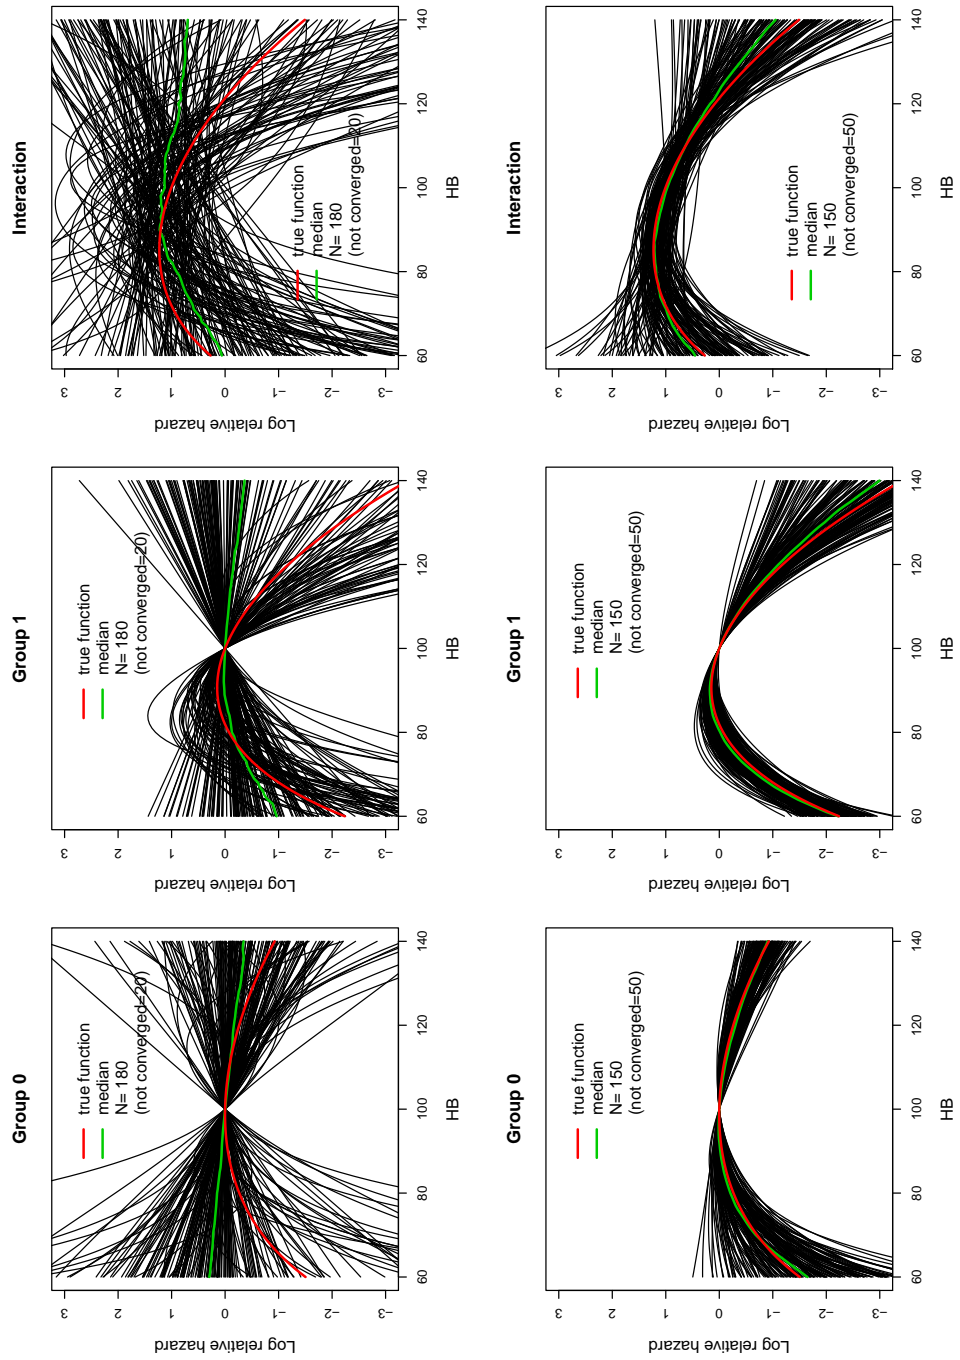 Group 0
Log relative hazard
3
2
1
0
−1
−2
−3
true function
median
N= 180
(not converged=20)
60 80 100 120 140
HB
Group 1
Log relative hazard
3
2
1
0
−1
−2
−3
true function
median
N= 180
(not converged=20)
60 80 100 120 140
HB
Interaction
Log relative hazard
3
2
1
0
−1
−2
−3
true function
median
N= 180
(not converged=20)
60 80 100 120 140
HB
Group 0
Log relative hazard
3
2
1
0
−1
−2
−3
true function
median
N= 150
(not converged=50)
60 80 100 120 140
HB
Group 1
Log relative hazard
3
2
1
0
−1
−2
−3
true function
median
N= 150
(not converged=50)
60 80 100 120 140
HB
Interaction
Log relative hazard
3
2
1
0
−1
−2
−3
true function
median
N= 150
(not converged=50)
60 80 100 120 140
HB